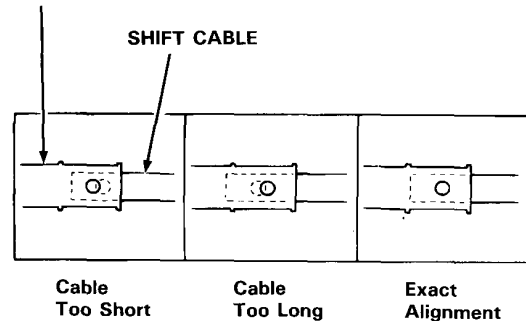 SHIFT CABLE
Cable
Too Short
Cable
Too Long
Exact
Alignment